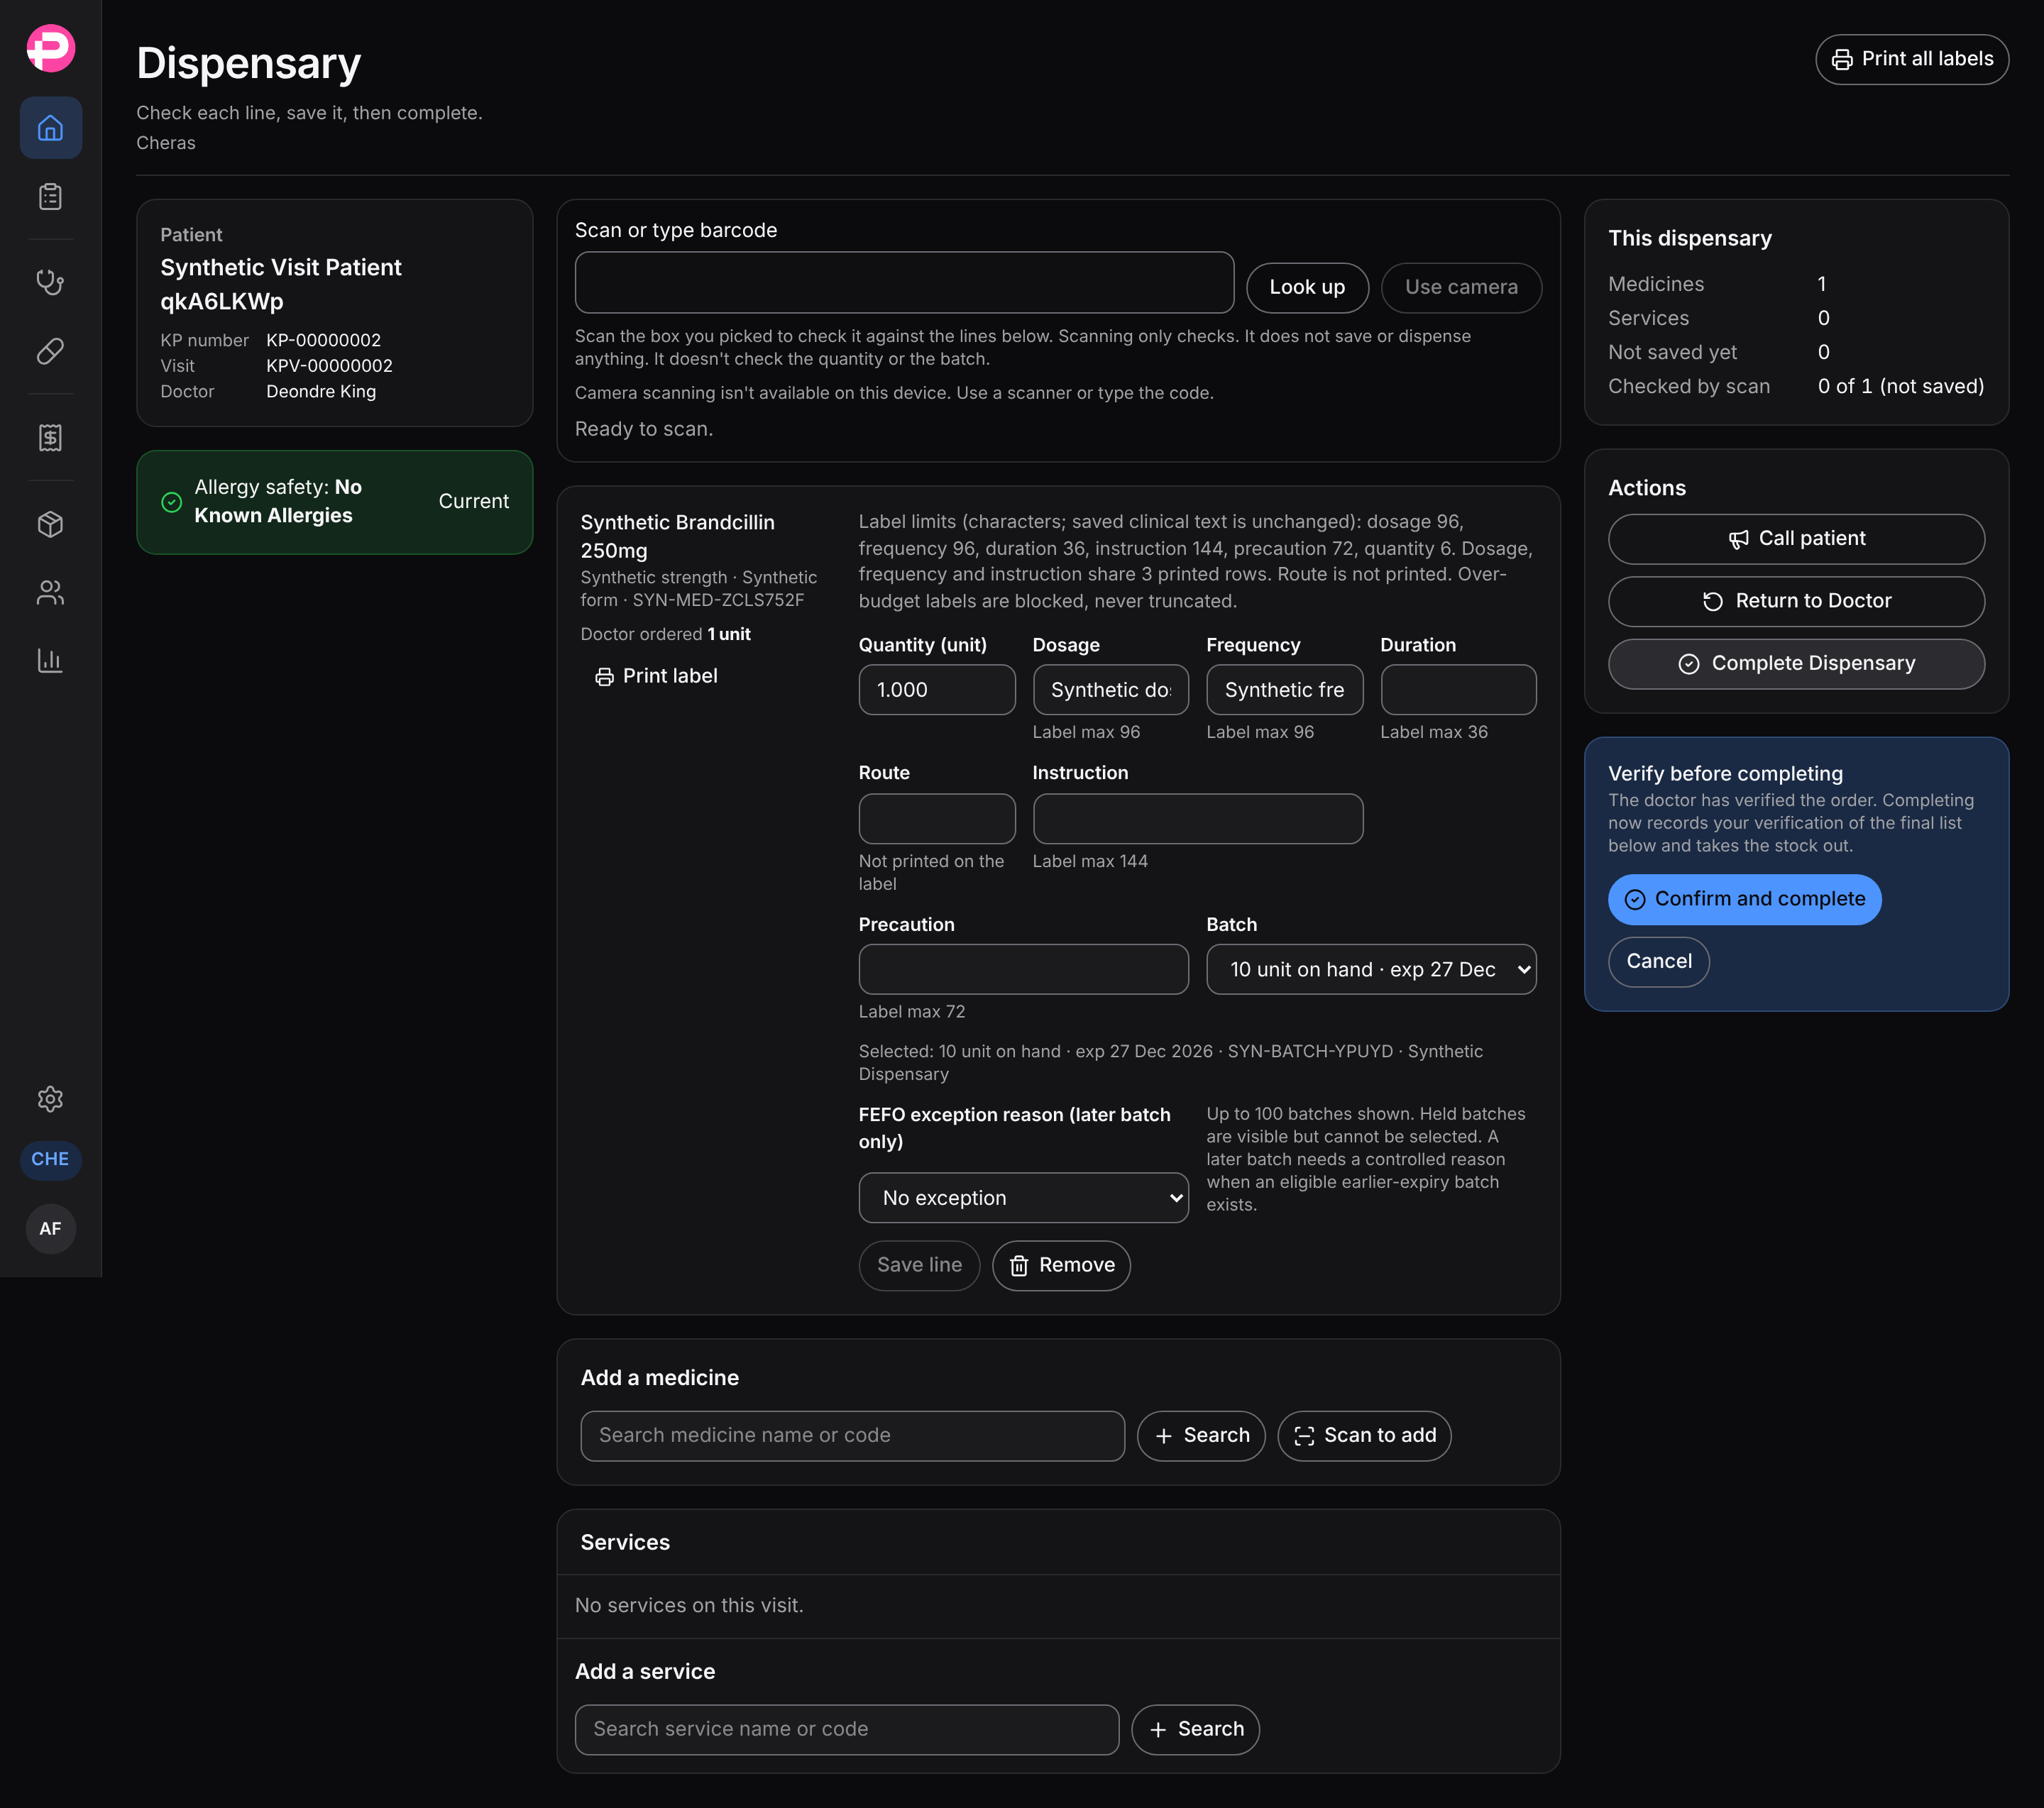 Dispensary
Check each line, save it, then complete.
Cheras
Print all labels
Patient
Synthetic Visit Patient
qkA6LKWp
KP number KP-00000002
Visit KPV-00000002
Doctor Deondre King
Allergy safety: No
Known Allergies
Current
Scan or type barcode
Look up
Use camera
Scan the box you picked to check it against the lines below. Scanning only checks. It does not save or dispense
anything. It doesn't check the quantity or the batch.
Camera scanning isn't available on this device. Use a scanner or type the code.
Ready to scan.
Synthetic Brandcillin
250mg
Synthetic strength · Synthetic
form · SYN-MED-ZCLS752F
Doctor ordered 1 unit
Print label
Label limits (characters; saved clinical text is unchanged): dosage 96,
frequency 96, duration 36, instruction 144, precaution 72, quantity 6. Dosage,
frequency and instruction share 3 printed rows. Route is not printed. Over-
budget labels are blocked, never truncated.
Quantity (unit) Dosage Frequency Duration
1.000 Synthetic do Synthetic fre
Label max 96 Label max 96 Label max 36
Route Instruction
Not printed on the
label
Label max 144
Precaution Batch
10 unit on hand · exp 27 Dec
Label max 72
Selected: 10 unit on hand · exp 27 Dec 2026 · SYN-BATCH-YPUYD · Synthetic
Dispensary
FEFO exception reason (later batch
only)
No exception
Up to 100 batches shown. Held batches
are visible but cannot be selected. A
later batch needs a controlled reason
when an eligible earlier-expiry batch
exists.
Save line
Remove
Add a medicine
Search medicine name or code
Search
Scan to add
Services
No services on this visit.
Add a service
Search service name or code
Search
This dispensary
Medicines 1
Services 0
Not saved yet 0
Checked by scan 0 of 1 (not saved)
Actions
Call patient
Return to Doctor
Complete Dispensary
Verify before completing
The doctor has verified the order. Completing
now records your verification of the final list
below and takes the stock out.
Confirm and complete
Cancel
CHE
AF